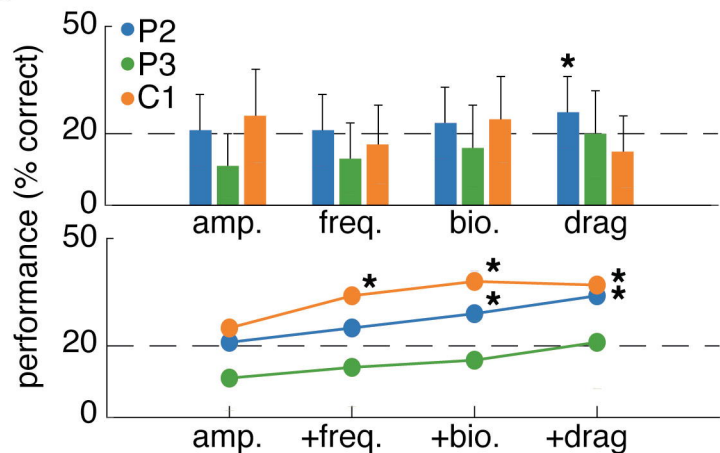 50
P2
P3
C1
*
20
0
amp. freq. bio. drag
performance (% correct)
50
* * *
* *
20
0
amp. +freq. +bio. +drag